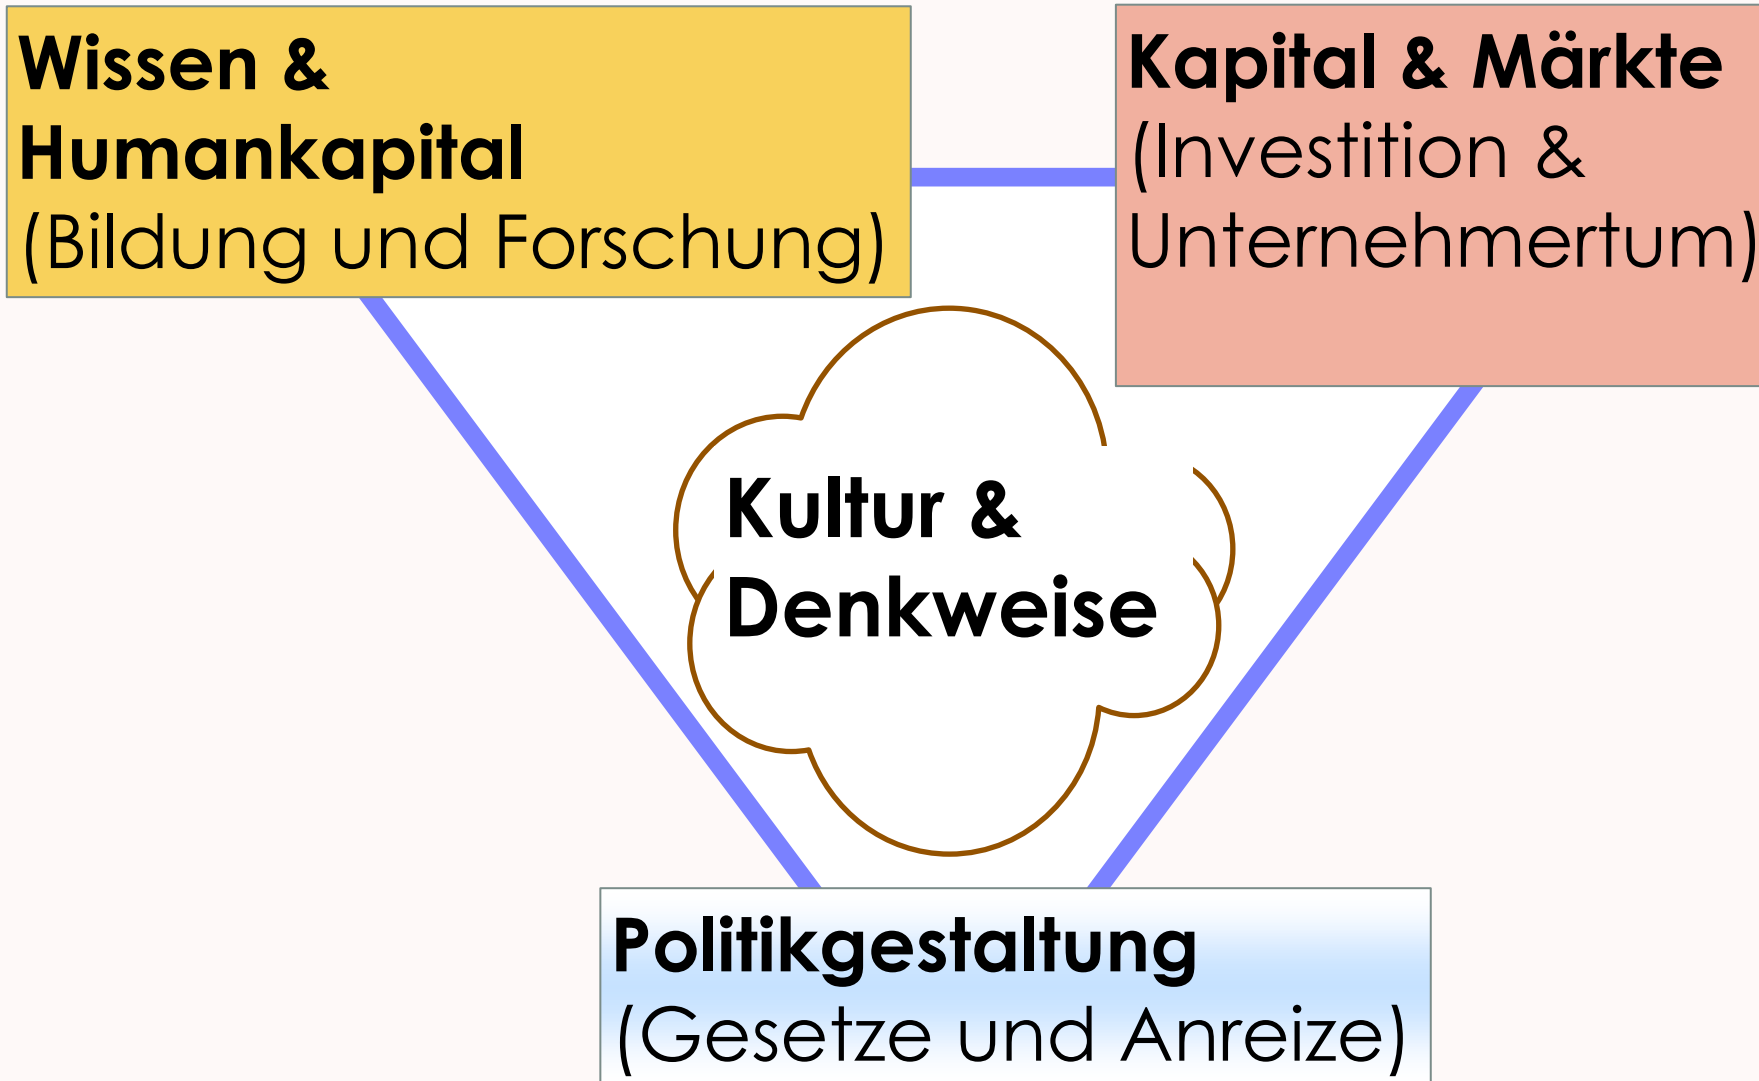 Wissen &
Humankapital
(Bildung und Forschung)
Kapital & Märkte
(Investition &
Unternehmertum)
Kultur &
Denkweise
Politikgestaltung
(Gesetze und Anreize)